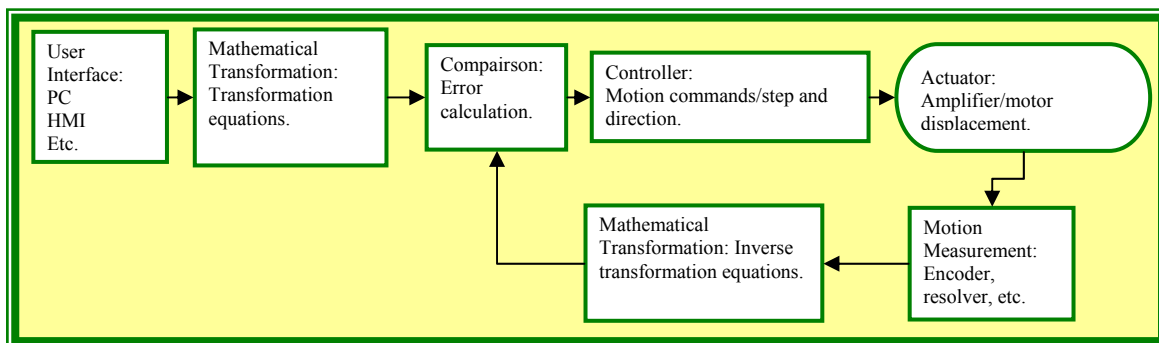 User
Interface:
PC
HMI
Etc.
Mathematical
Transformation:
Transformation
equations.
Compairson:
Error
calculation.
Controller:
Motion commands/step and
direction.
Actuator:
Amplifier/motor
displacement.
Mathematical
Transformation: Inverse
transformation equations.
Motion
Measurement:
Encoder,
resolver, etc.